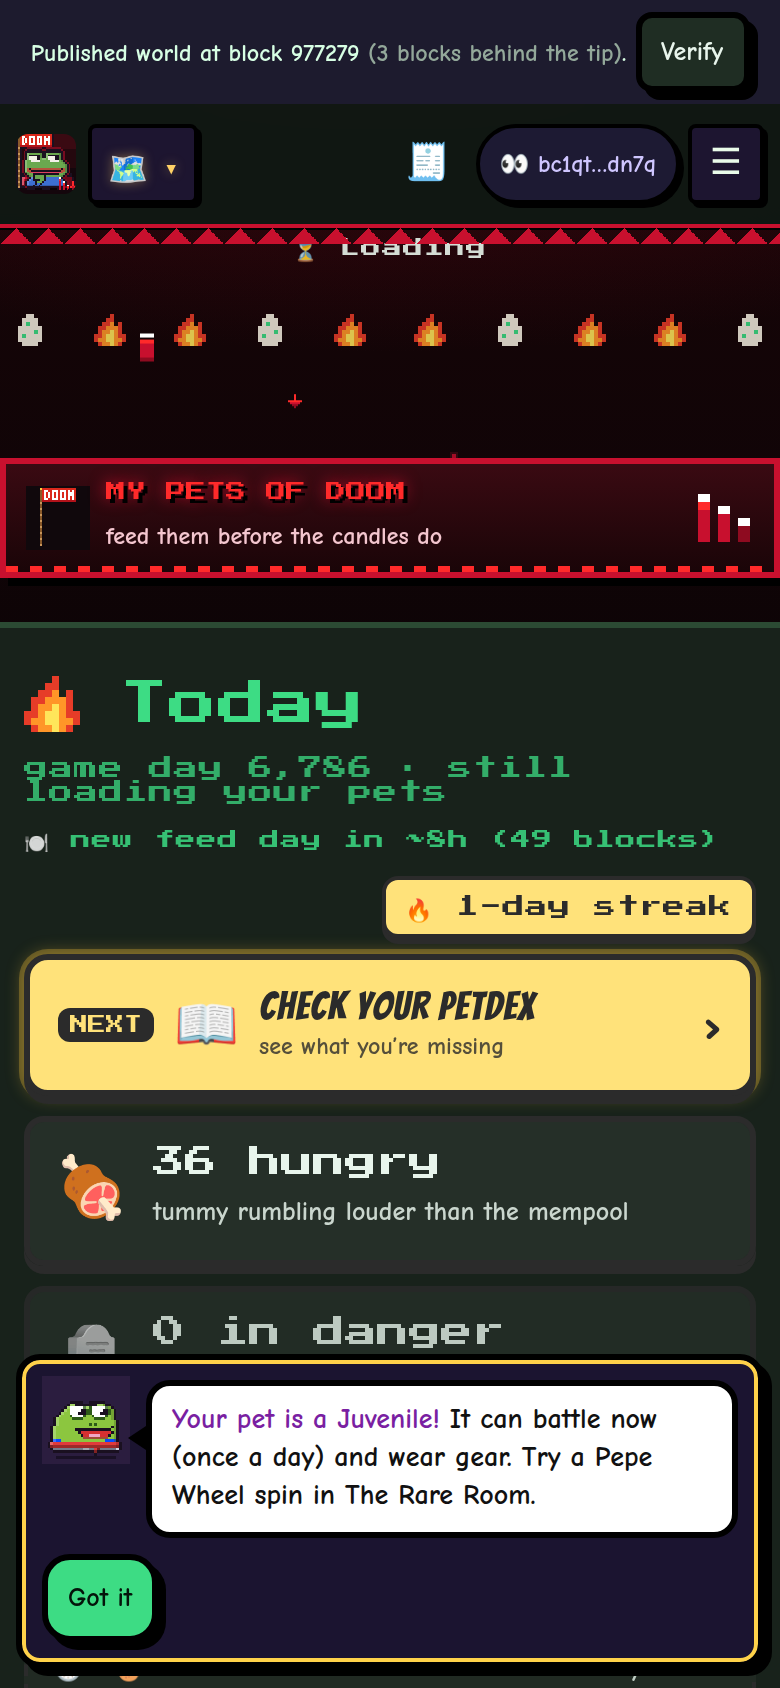 Published world at block 977279 (3 blocks behind the tip).
Verify
DOOM
bc1qt...dn7q
Loading
DOOM
MY PETS OF DOOM
feed them before the candles do
Today
game day 6,786 · still
loading your pets
new feed day in ~8h (49 blocks)
1-day streak
NEXT
CHECK YOUR PETDEX
see what you're missing
36 hungry
tummy rumbling louder than the mempool
0 in danger
Your pet is a Juvenile! It can battle now
(once a day) and wear gear. Try a Pepe
Wheel spin in The Rare Room.
Got it